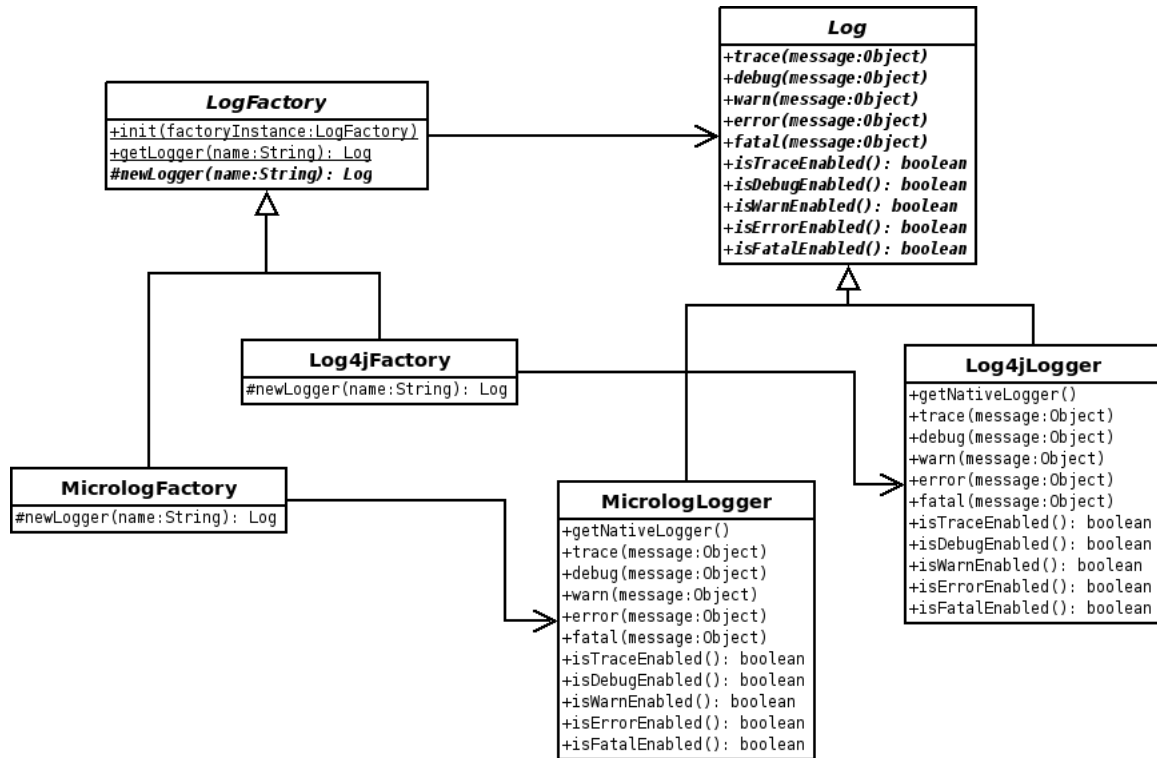 Log
+trace(message:Object)
+debug(message:Object)
+warn(message:Object)
+error(message:Object)
+fatal(message:Object)
+isTraceEnabled(): boolean
+isDebugEnabled(): boolean
+isWarnEnabled(): boolean
+isErrorEnabled(): boolean
+isFatalEnabled(): boolean
LogFactory
+init(factoryInstance:LogFactory)
+getLogger(name:String): Log
#newLogger(name:String): Log
Log4jFactory
#newLogger(name:String): Log
Log4jLogger
+getNativeLogger()
+trace(message:Object)
+debug(message:Object)
+warn(message:Object)
+error(message:Object)
+fatal(message:Object)
+isTraceEnabled(): boolean
+isDebugEnabled(): boolean
+isWarnEnabled(): boolean
+isErrorEnabled(): boolean
+isFatalEnabled(): boolean
MicrologFactory
#newLogger(name:String): Log
MicrologLogger
+getNativeLogger()
+trace(message:Object)
+debug(message:Object)
+warn(message:Object)
+error(message:Object)
+fatal(message:Object)
+isTraceEnabled(): boolean
+isDebugEnabled(): boolean
+isWarnEnabled(): boolean
+isErrorEnabled(): boolean
+isFatalEnabled(): boolean